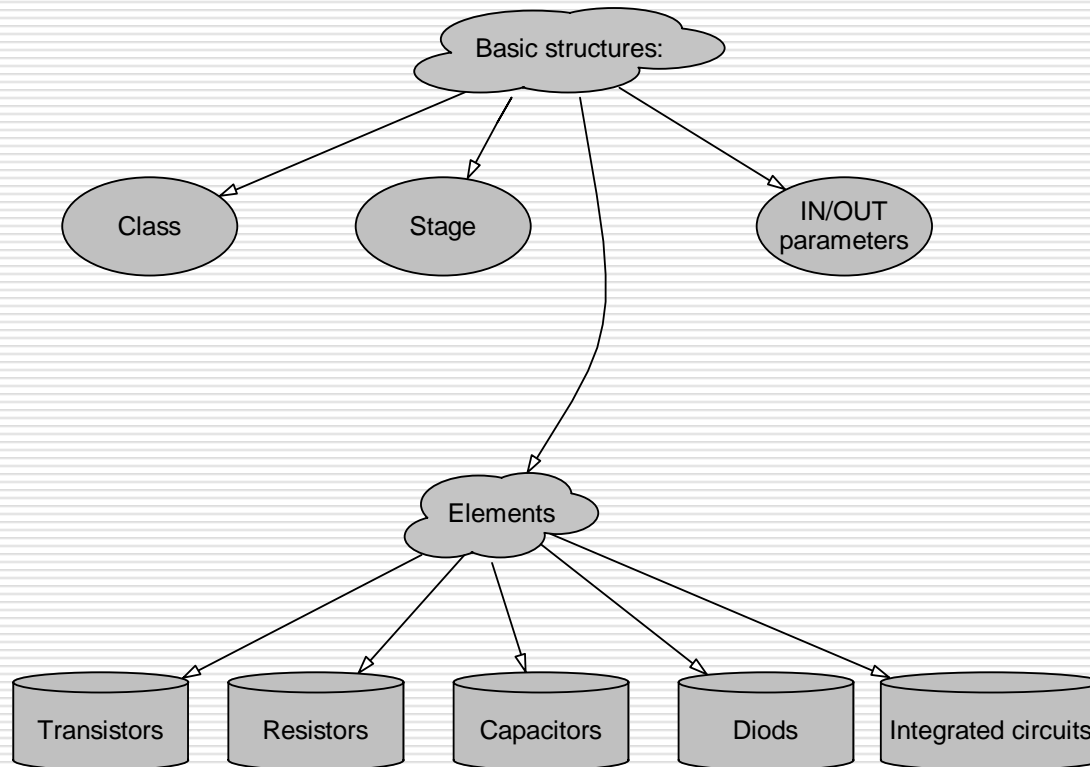 Basic structures:
Class
Stage
IN/OUT
parameters
Elements
Transistors
Resistors
Capacitors
Diods
Integrated circuits